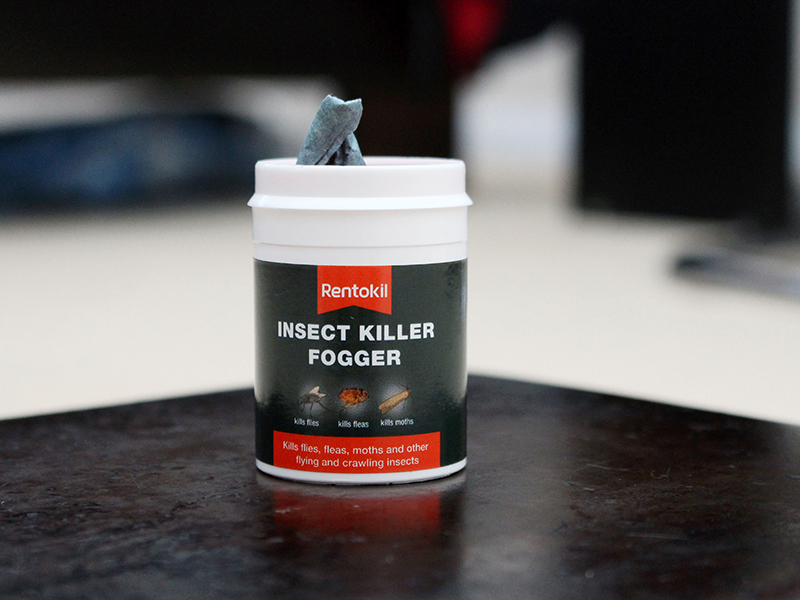 Rentokil
INSECT KILLER
FOGGER
kills flies kills fleas kills moths
Kills flies, fleas, moths and other
flying and crawling insects